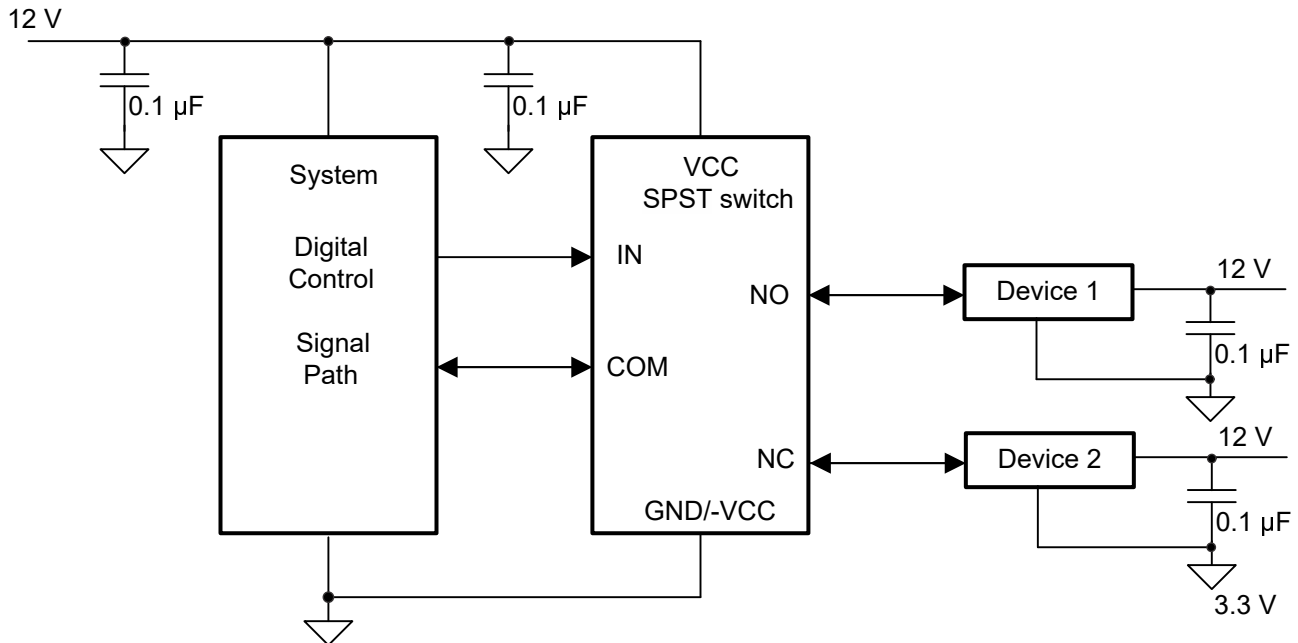 12 V
0.1 µF
0.1 µF
System
Digital
Control
Signal
Path
VCC
SPST switch
IN
NO
COM
NC
GND/-VCC
Device 1
12 V
0.1 µF
Device 2
12 V
0.1 µF
3.3 V